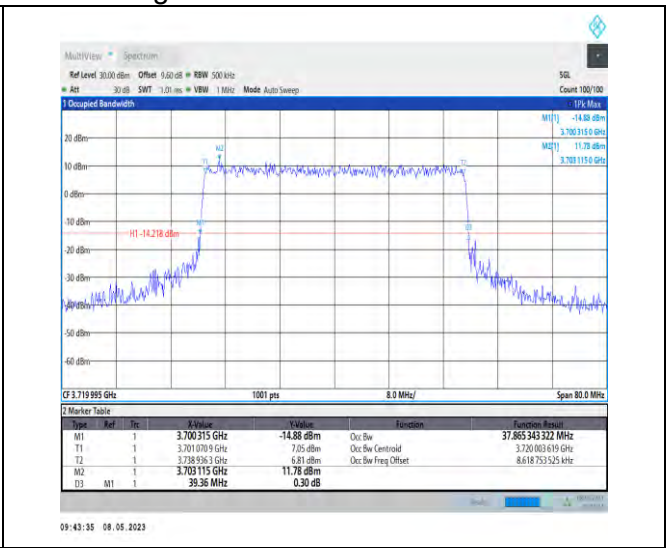 MultiView Spectrum
Ref Level 30.00 dBm Offset 9.60 dB RBW 500 kHz SGL
Att 30 dB SWT 1.01 ms VBW 1 MHz Mode Auto Sweep Count 100/100
1 Occupied Bandwidth 1Pk Max
M1[1] -14.88 dBm
3.700 315 0 GHz
M2[1] 11.78 dBm
3.703 115 0 GHz
20 dBm
M2
T1 T2
10 dBm
0 dBm
-10 dBm
M1 D3
H1 -14.218 dBm
-20 dBm
-30 dBm
-40 dBm
-50 dBm
-60 dBm
CF 3.719 995 GHz 1001 pts 8.0 MHz/ Span 80.0 MHz
2 Marker Table
Type Ref Trc X-Value Y-Value Function Function Result
M1 1 3.700 315 GHz -14.88 dBm Occ Bw 37.865 343 322 MHz
T1 1 3.701 070 9 GHz 7.05 dBm Occ Bw Centroid 3.720 003 619 GHz
T2 1 3.738 936 3 GHz 6.81 dBm Occ Bw Freq Offset 8.618 753 525 kHz
M2 1 3.703 115 GHz 11.78 dBm
D3 M1 1 39.36 MHz 0.30 dB
09:43:35 08.05.2023